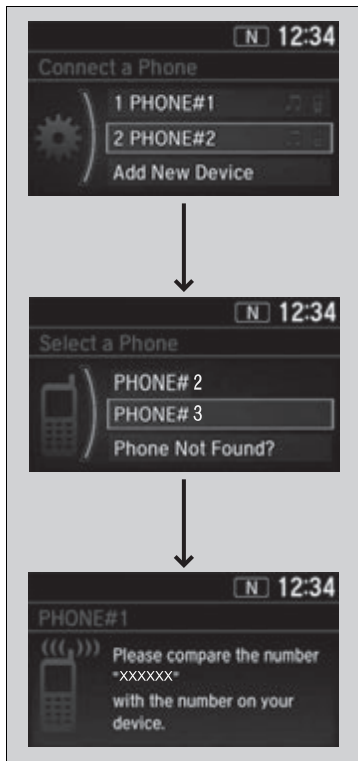 N 12:34
Connect a Phone
1 PHONE#1
2 PHONE#2
Add New Device
N 12:34
Select a Phone
PHONE# 2
PHONE# 3
Phone Not Found?
N 12:34
PHONE#1
Please compare the number
"XXXXXX"
with the number on your
device.